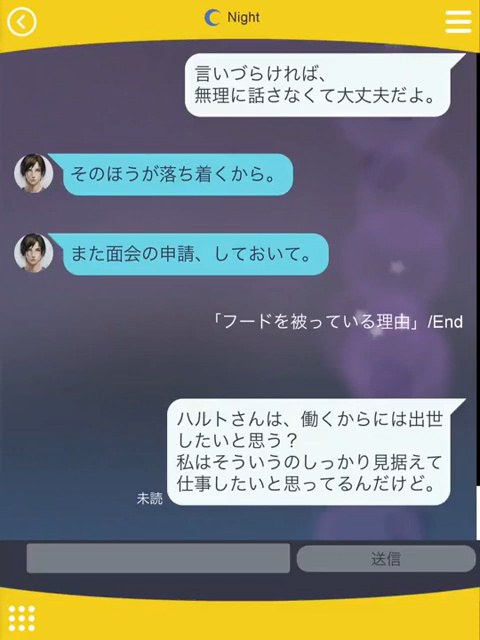 Night
言いづらければ、
無理に話さなくて大丈夫だよ。
そのほうが落ち着くから。
また面会の申請、しておいて。
「フードを被っている理由」/End
ハルトさんは、働くからには出世
したいと思う？
私はそういうのしっかり見据えて
仕事したいと思ってるんだけど。
未読
送信